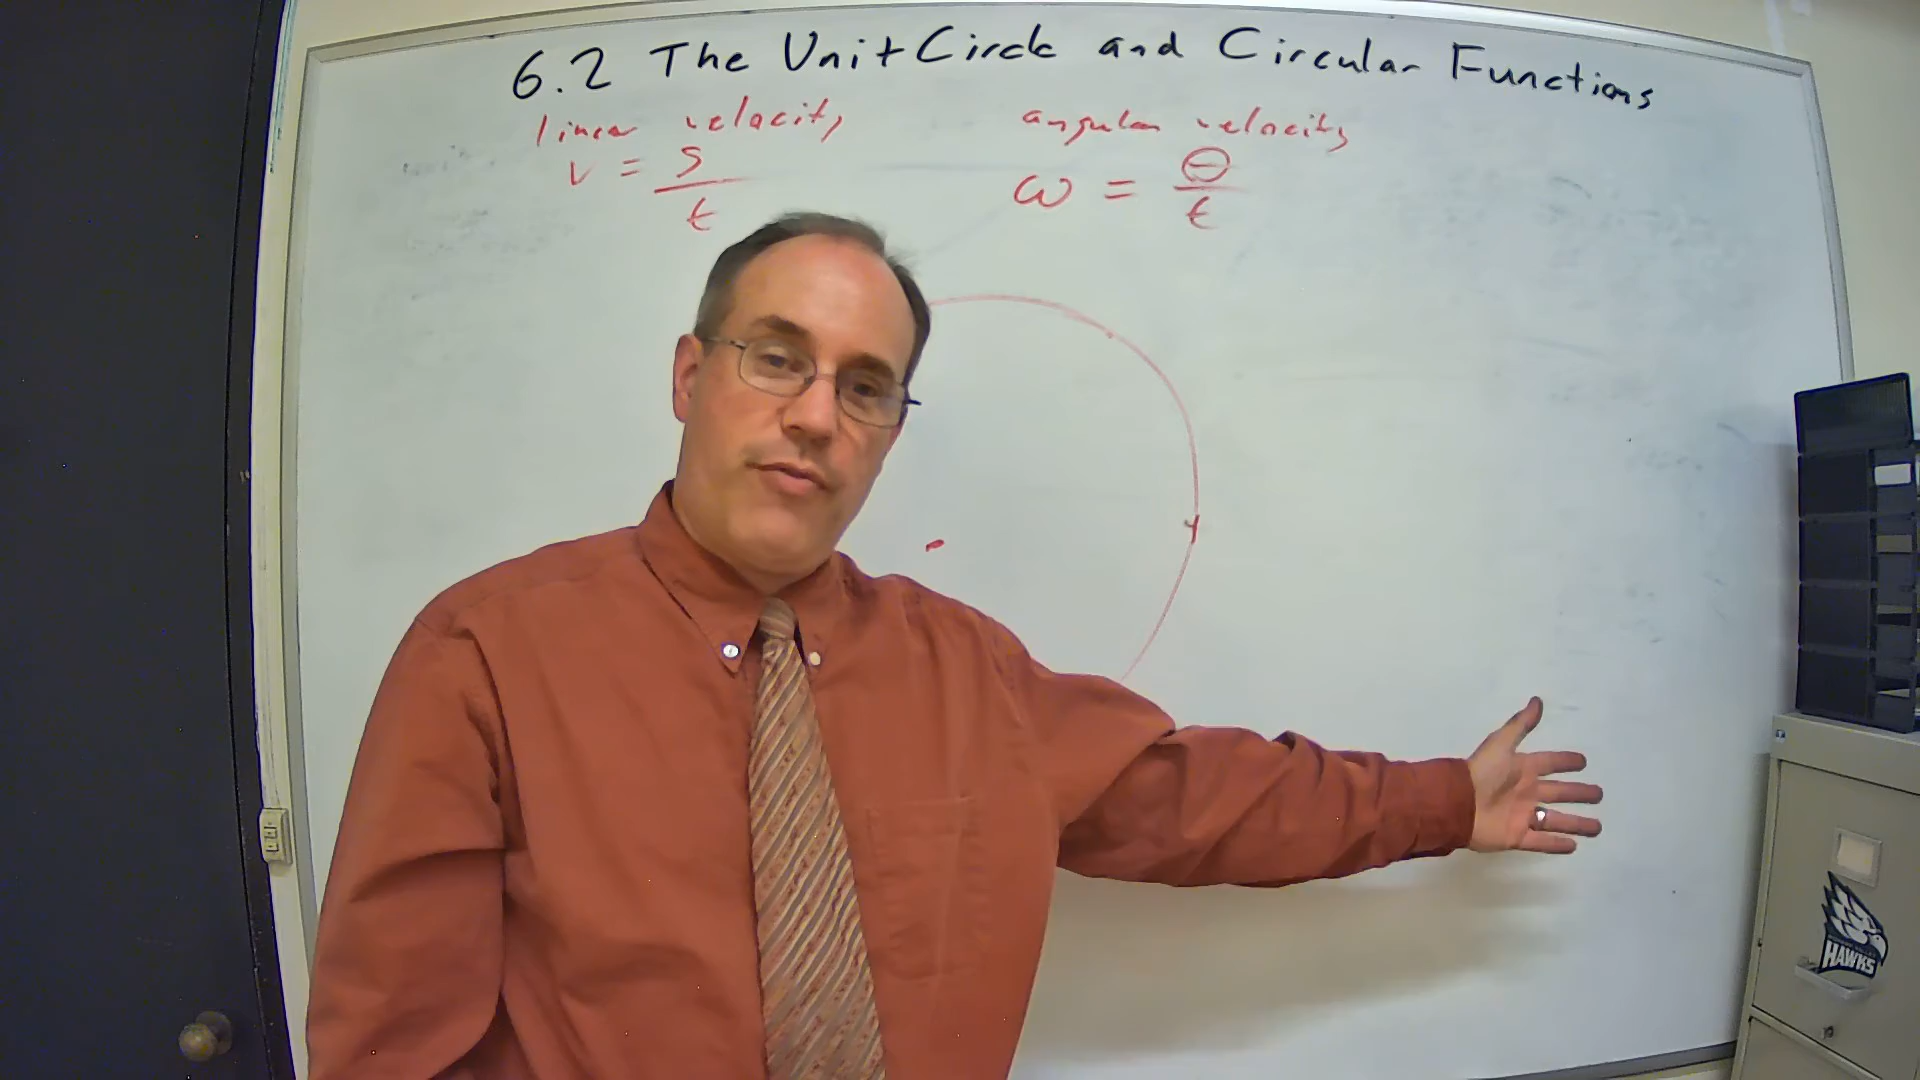 6.2 The Unit Circle and Circular Functions
linear velocity angular velocity
v = s/t ω = θ/t
HAWKS